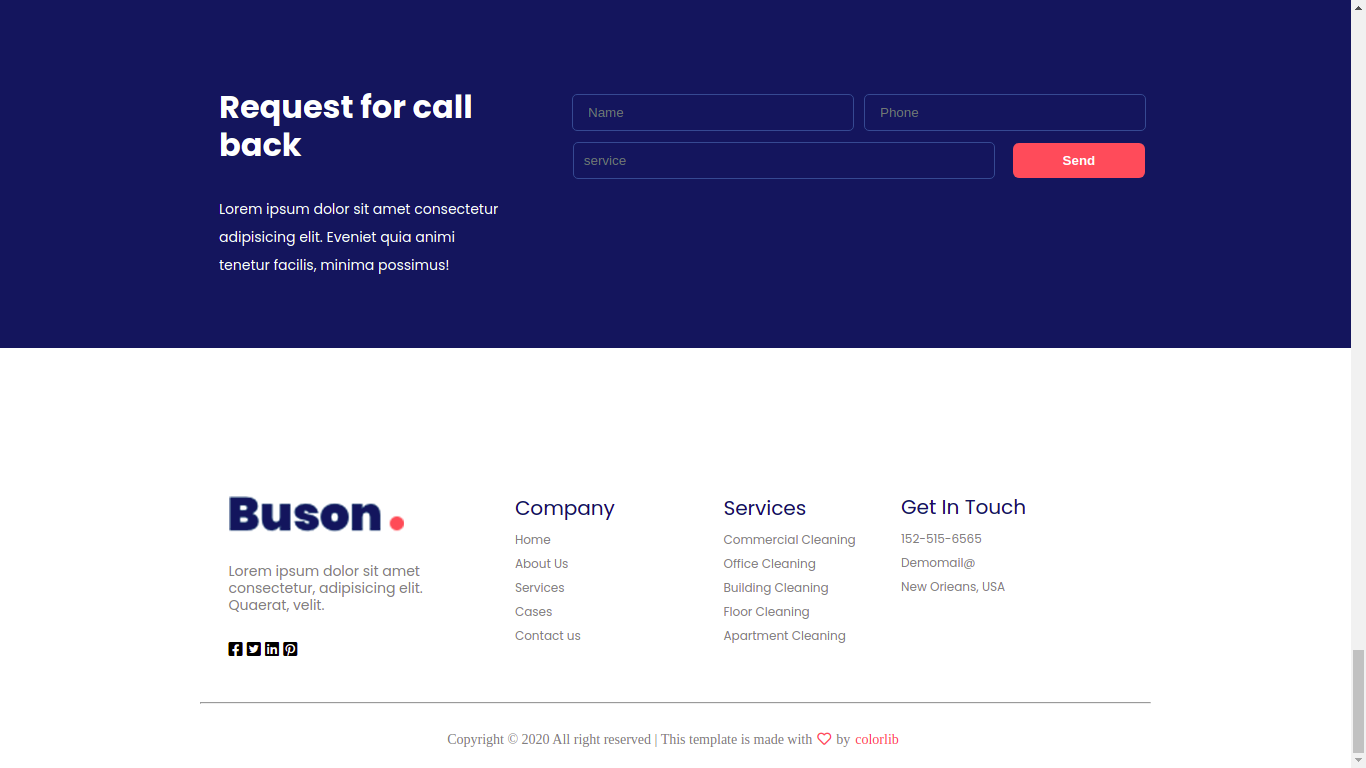 Request for call
back
Lorem ipsum dolor sit amet consectetur
adipisicing elit. Eveniet quia animi
tenetur facilis, minima possimus!
Name
Phone
service
Send
Buson
Lorem ipsum dolor sit amet
consectetur, adipisicing elit.
Quaerat, velit.
Company
Home
About Us
Services
Cases
Contact us
Services
Commercial Cleaning
Office Cleaning
Building Cleaning
Floor Cleaning
Apartment Cleaning
Get In Touch
152-515-6565
Demomail@
New Orieans, USA
Copyright © 2020 All right reserved | This template is made with ♡ by colorlib